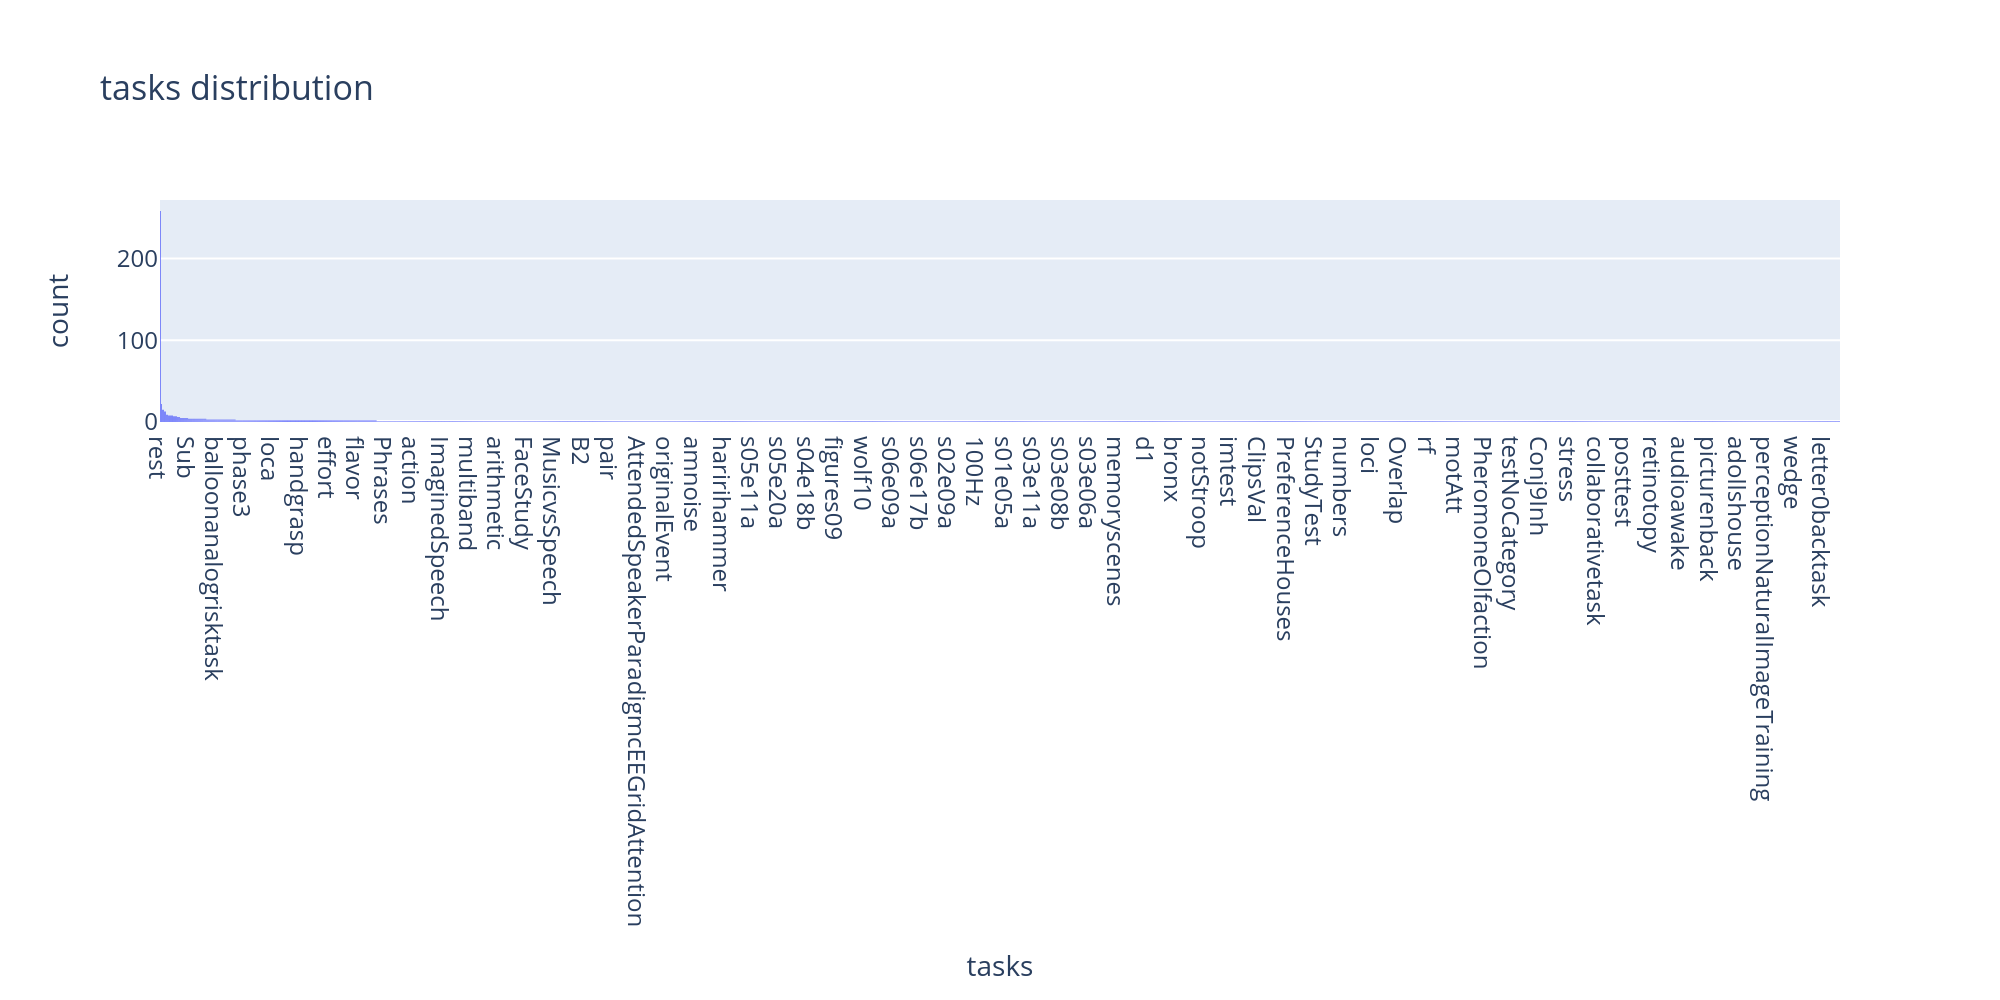 tasks distribution
count
200
100
0
rest
Sub
balloonanalogrisktask
phase3
loca
handgrasp
effort
flavor
Phrases
action
ImaginedSpeech
multiband
arithmetic
FaceStudy
MusicvsSpeech
B2
pair
AttendedSpeakerParadigmcEEGridAttention
originalEvent
amnoise
haririhammer
s05e11a
s05e20a
s04e18b
figures09
wolf10
s06e09a
s06e17b
s02e09a
100Hz
s01e05a
s03e11a
s03e08b
s03e06a
memoryscenes
d1
bronx
notStroop
imtest
ClipsVal
PreferenceHouses
StudyTest
numbers
loci
Overlap
rf
motAtt
PheromoneOlfaction
testNoCategory
Conj9Inh
stress
collaborativetask
posttest
retinotopy
audioawake
picturenback
adollshouse
perceptionNaturalImageTraining
wedge
letter0backtask
tasks